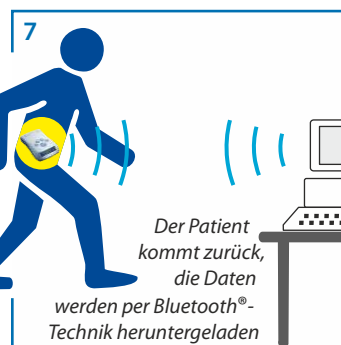 7
Der Patient
kommt zurück,
die Daten
werden per Bluetooth®-
Technik heruntergeladen